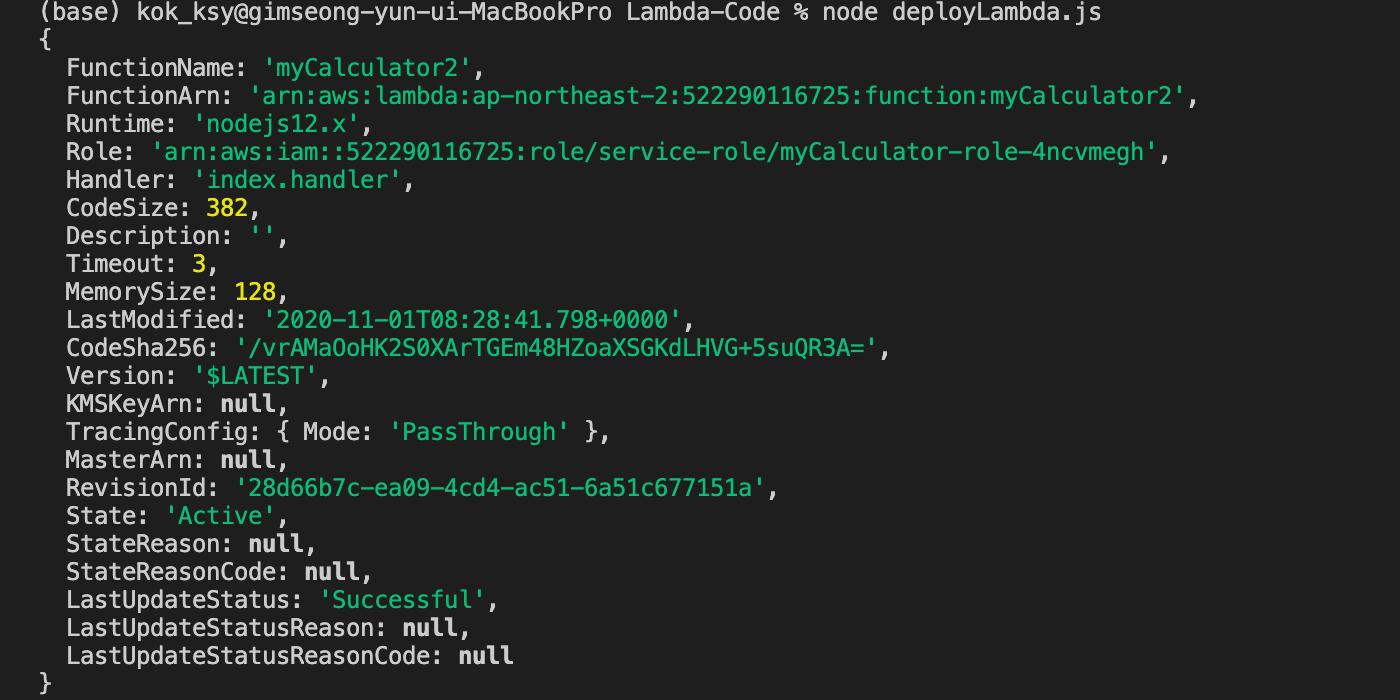 (base) kok_ksy@gimseong-yun-ui-MacBookPro Lambda-Code % node deployLambda.js
{
  FunctionName: 'myCalculator2',
  FunctionArn: 'arn:aws:lambda:ap-northeast-2:522290116725:function:myCalculator2',
  Runtime: 'nodejs12.x',
  Role: 'arn:aws:iam::522290116725:role/service-role/myCalculator-role-4ncvmegh',
  Handler: 'index.handler',
  CodeSize: 382,
  Description: '',
  Timeout: 3,
  MemorySize: 128,
  LastModified: '2020-11-01T08:28:41.798+0000',
  CodeSha256: '/vrAMaOoHK2S0XArTGEm48HZoaXSGKdLHVG+5suQR3A=',
  Version: '$LATEST',
  KMSKeyArn: null,
  TracingConfig: { Mode: 'PassThrough' },
  MasterArn: null,
  RevisionId: '28d66b7c-ea09-4cd4-ac51-6a51c677151a',
  State: 'Active',
  StateReason: null,
  StateReasonCode: null,
  LastUpdateStatus: 'Successful',
  LastUpdateStatusReason: null,
  LastUpdateStatusReasonCode: null
}